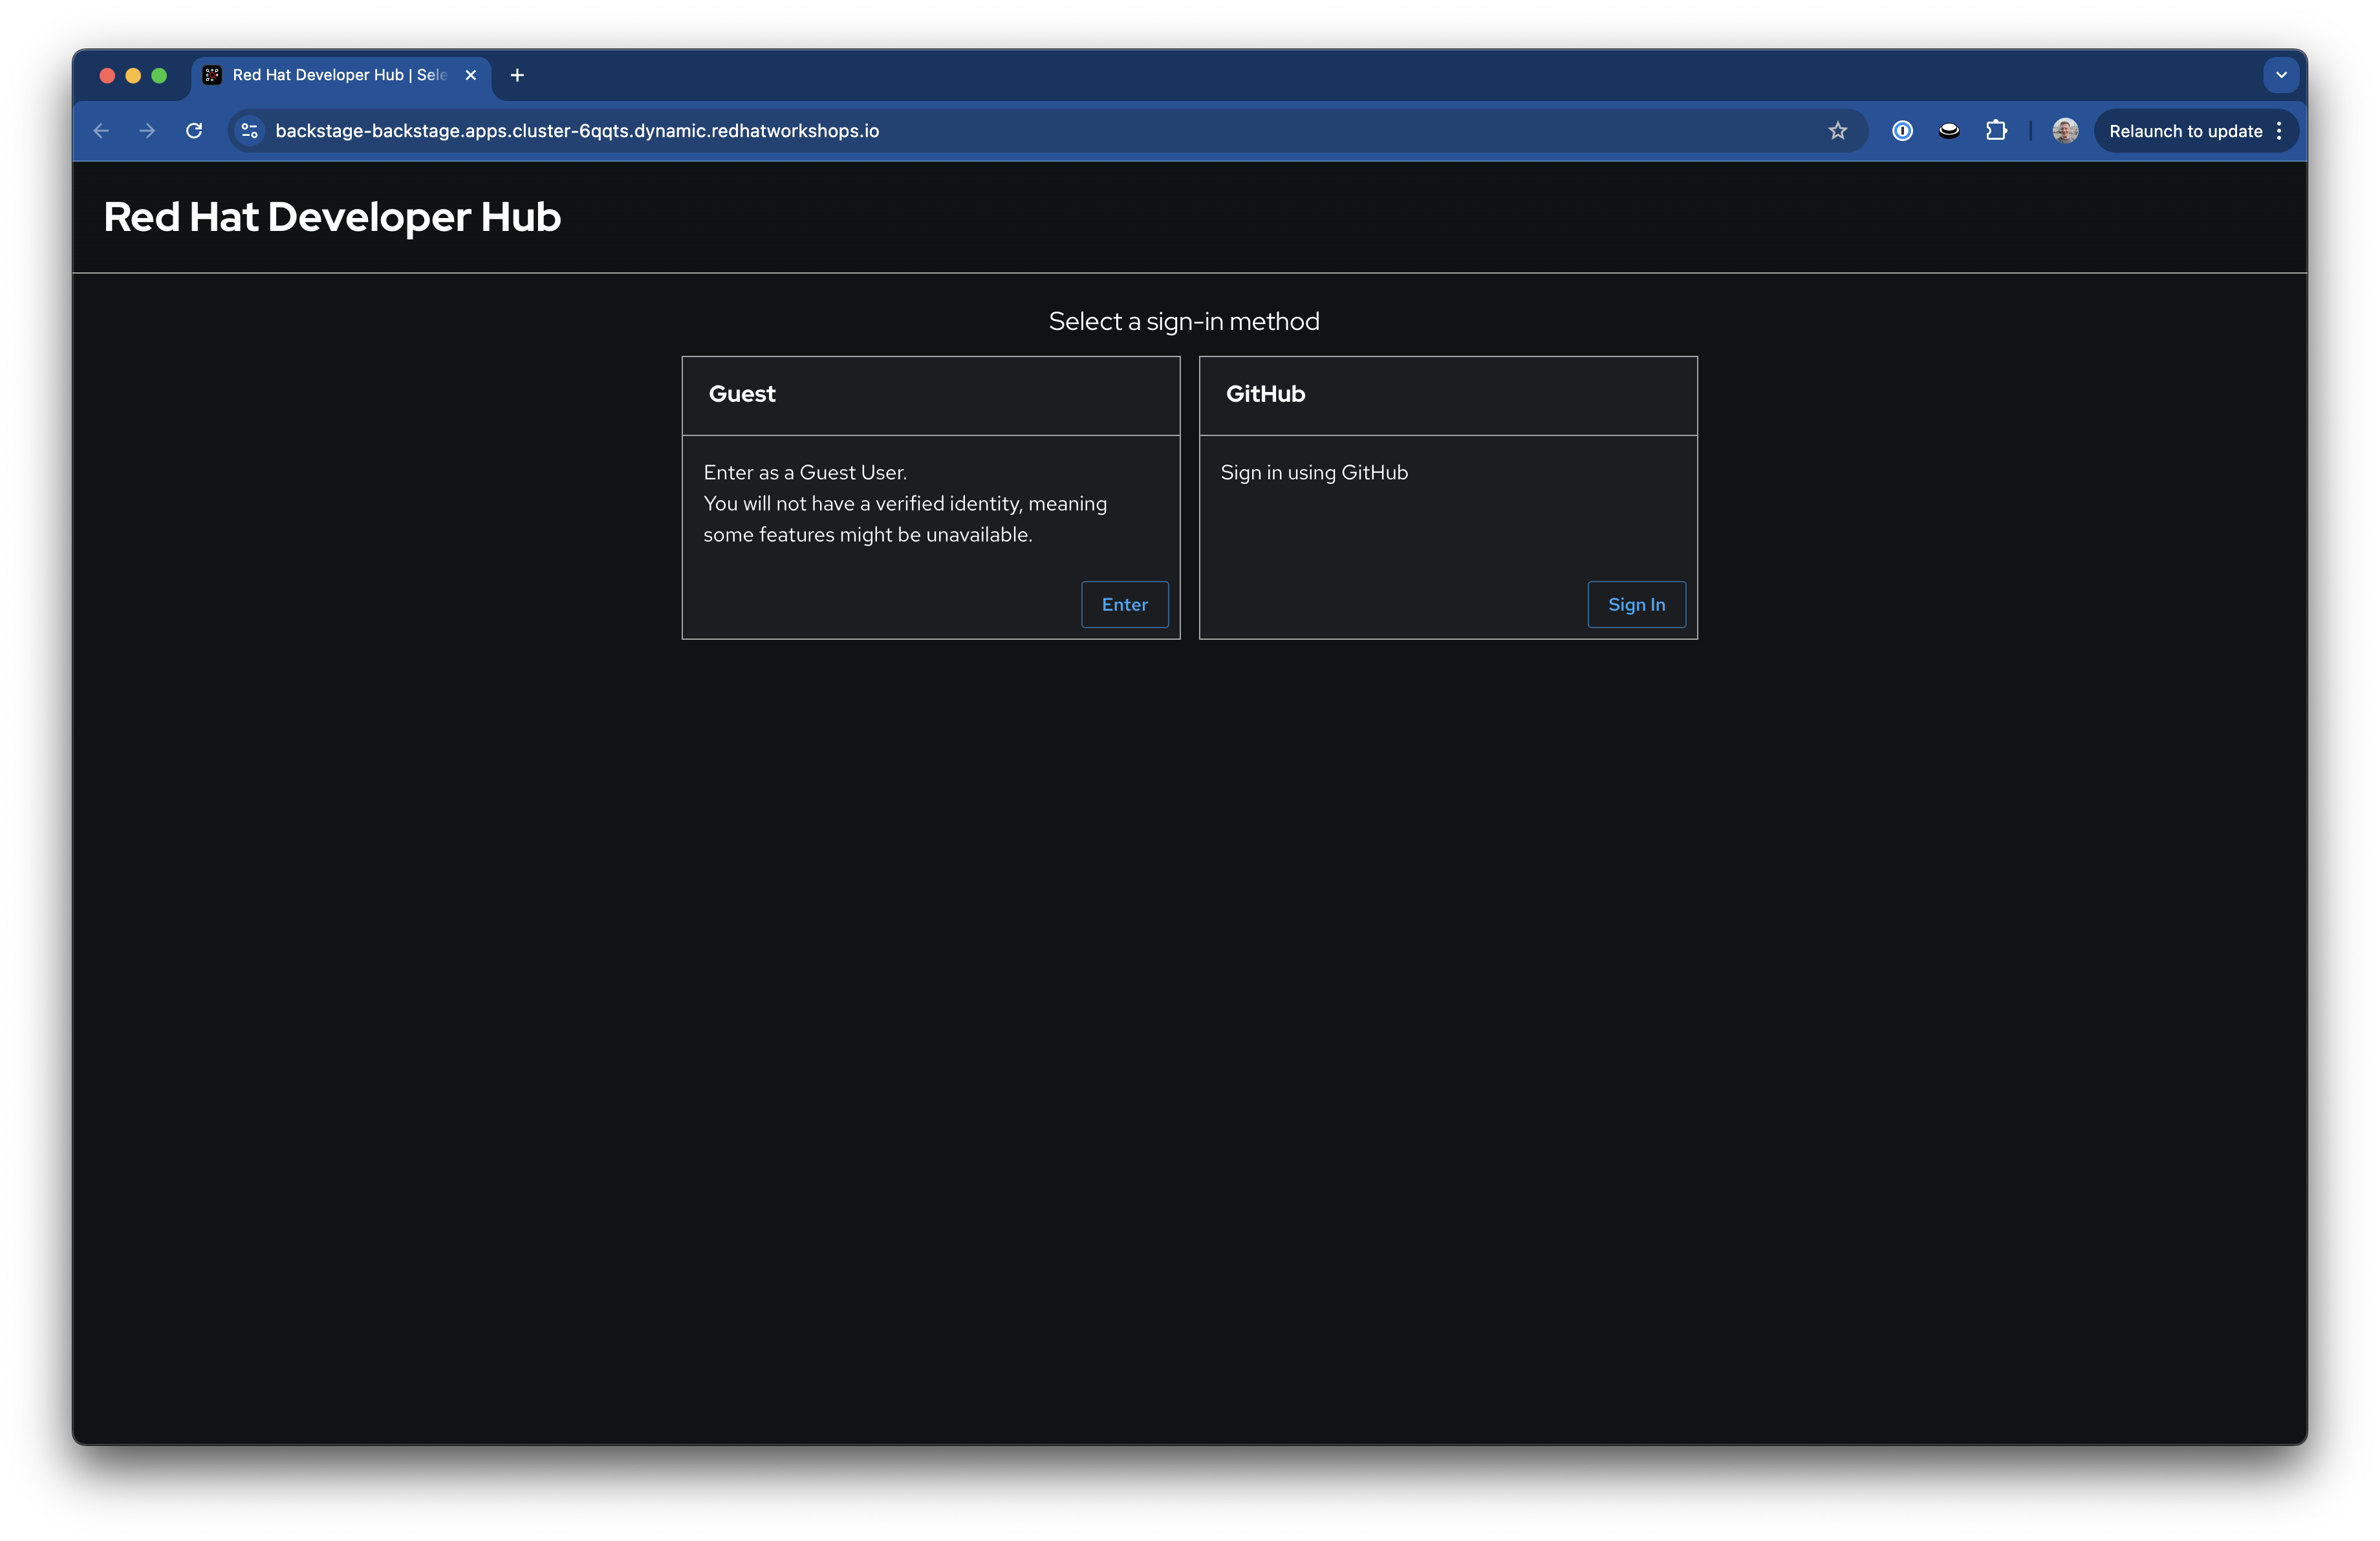 Red Hat Developer Hub | Sele
backstage-backstage.apps.cluster-6qqts.dynamic.redhatworkshops.io
Relaunch to update
Red Hat Developer Hub
Select a sign-in method
Guest
Enter as a Guest User.
You will not have a verified identity, meaning
some features might be unavailable.
Enter
GitHub
Sign in using GitHub
Sign In